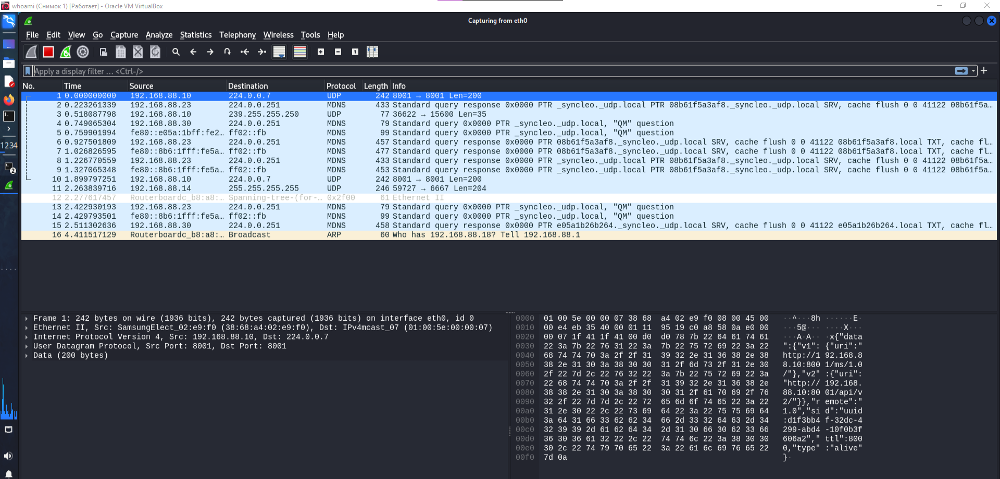 whoami (Снимок 1) [Работает] - Oracle VM VirtualBox
Capturing from eth0
File Edit View Go Capture Analyze Statistics Telephony Wireless Tools Help
Apply a display filter … <Ctrl-/>
No. Time Source Destination Protocol Length Info
1 0.000000000 192.168.88.10 224.0.0.7 UDP 242 8001 → 8001 Len=200
2 0.223261339 192.168.88.23 224.0.0.251 MDNS 433 Standard query response 0x0000 PTR _syncleo._udp.local PTR 08b61f5a3af8._syncleo._udp.local SRV, cache flush 0 0 41122 08b61f5a…
3 0.518087798 192.168.88.10 239.255.255.250 UDP 77 36622 → 15600 Len=35
4 0.749065304 192.168.88.30 224.0.0.251 MDNS 79 Standard query 0x0000 PTR _syncleo._udp.local, "QM" question
5 0.759901994 fe80::e05a:1bff:fe2… ff02::fb MDNS 99 Standard query 0x0000 PTR _syncleo._udp.local, "QM" question
6 0.927501809 192.168.88.23 224.0.0.251 MDNS 457 Standard query response 0x0000 PTR 08b61f5a3af8._syncleo._udp.local SRV, cache flush 0 0 41122 08b61f5a3af8.local TXT, cache fl…
7 1.026826595 fe80::8b6:1fff:fe5a… ff02::fb MDNS 477 Standard query response 0x0000 PTR 08b61f5a3af8._syncleo._udp.local SRV, cache flush 0 0 41122 08b61f5a3af8.local TXT, cache fl…
8 1.226770559 192.168.88.23 224.0.0.251 MDNS 433 Standard query response 0x0000 PTR _syncleo._udp.local PTR 08b61f5a3af8._syncleo._udp.local SRV, cache flush 0 0 41122 08b61f5a…
9 1.327065348 fe80::8b6:1fff:fe5a… ff02::fb MDNS 453 Standard query response 0x0000 PTR _syncleo._udp.local PTR 08b61f5a3af8._syncleo._udp.local SRV, cache flush 0 0 41122 08b61f5a…
10 1.899797251 192.168.88.10 224.0.0.7 UDP 242 8001 → 8001 Len=200
11 2.263839716 192.168.88.14 255.255.255.255 UDP 246 59727 → 6667 Len=204
12 2.277617457 Routerboardc_b8:a8:… Spanning-tree-(for-… 0x2f00 61 Ethernet II
13 2.422930193 192.168.88.23 224.0.0.251 MDNS 79 Standard query 0x0000 PTR _syncleo._udp.local, "QM" question
14 2.429793501 fe80::8b6:1fff:fe5a… ff02::fb MDNS 99 Standard query 0x0000 PTR _syncleo._udp.local, "QM" question
15 2.511302636 192.168.88.30 224.0.0.251 MDNS 458 Standard query response 0x0000 PTR e05a1b26b264._syncleo._udp.local SRV, cache flush 0 0 41122 e05a1b26b264.local TXT, cache fl…
16 4.411517129 Routerboardc_b8:a8:… Broadcast ARP 60 Who has 192.168.88.18? Tell 192.168.88.1
1234
2
Frame 1: 242 bytes on wire (1936 bits), 242 bytes captured (1936 bits) on interface eth0, id 0
Ethernet II, Src: SamsungElect_02:e9:f0 (38:68:a4:02:e9:f0), Dst: IPv4mcast_07 (01:00:5e:00:00:07)
Internet Protocol Version 4, Src: 192.168.88.10, Dst: 224.0.0.7
User Datagram Protocol, Src Port: 8001, Dst Port: 8001
Data (200 bytes)
0000 01 00 5e 00 00 07 38 68 a4 02 e9 f0 08 00 45 00 ··^···8h ······E·
0010 00 e4 eb 35 40 00 01 11 95 19 c0 a8 58 0a e0 00 ···5@··· ····X···
0020 00 07 1f 41 1f 41 00 d0 d0 78 7b 22 64 61 74 61 ···A·A·· ·x{"data
0030 22 3a 7b 22 76 31 22 3a 7b 22 75 72 69 22 3a 22 ":{"v1": {"uri":"
0040 68 74 74 70 3a 2f 2f 31 39 32 2e 31 36 38 2e 38 http://1 92.168.8
0050 38 2e 31 30 3a 38 30 30 31 2f 6d 73 2f 31 2e 30 8.10:800 1/ms/1.0
0060 2f 22 7d 2c 22 76 32 22 3a 7b 22 75 72 69 22 3a /"},"v2" :{"uri":
0070 22 68 74 74 70 3a 2f 2f 31 39 32 2e 31 36 38 2e "http:// 192.168.
0080 38 38 2e 31 30 3a 38 30 30 31 2f 61 70 69 2f 76 88.10:80 01/api/v
0090 32 2f 22 7d 7d 2c 22 72 65 6d 6f 74 65 22 3a 22 2/"}},"r emote":"
00a0 31 2e 30 22 2c 22 73 69 64 22 3a 22 75 75 69 64 1.0","si d":"uuid
00b0 3a 64 31 66 33 62 62 34 66 2d 33 32 64 63 2d 34 :d1f3bb4 f-32dc-4
00c0 32 39 39 2d 61 62 64 34 2d 31 30 66 30 62 33 66 299-abd4 -10f0b3f
00d0 36 30 36 61 32 22 2c 22 74 74 6c 22 3a 38 30 30 606a2"," ttl":800
00e0 30 2c 22 74 79 70 65 22 3a 22 61 6c 69 76 65 22 0,"type" :"alive"
00f0 7d 0a }·